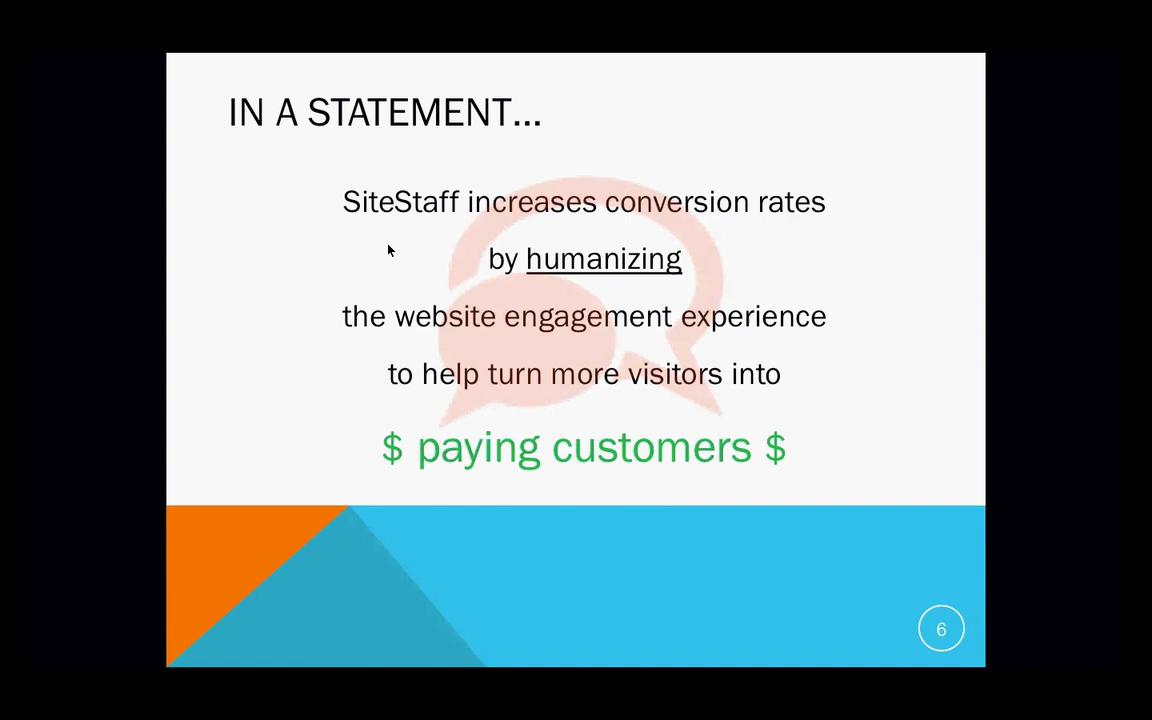 IN A STATEMENT...
SiteStaff increases conversion rates
by humanizing
the website engagement experience
to help turn more visitors into
$ paying customers $
6